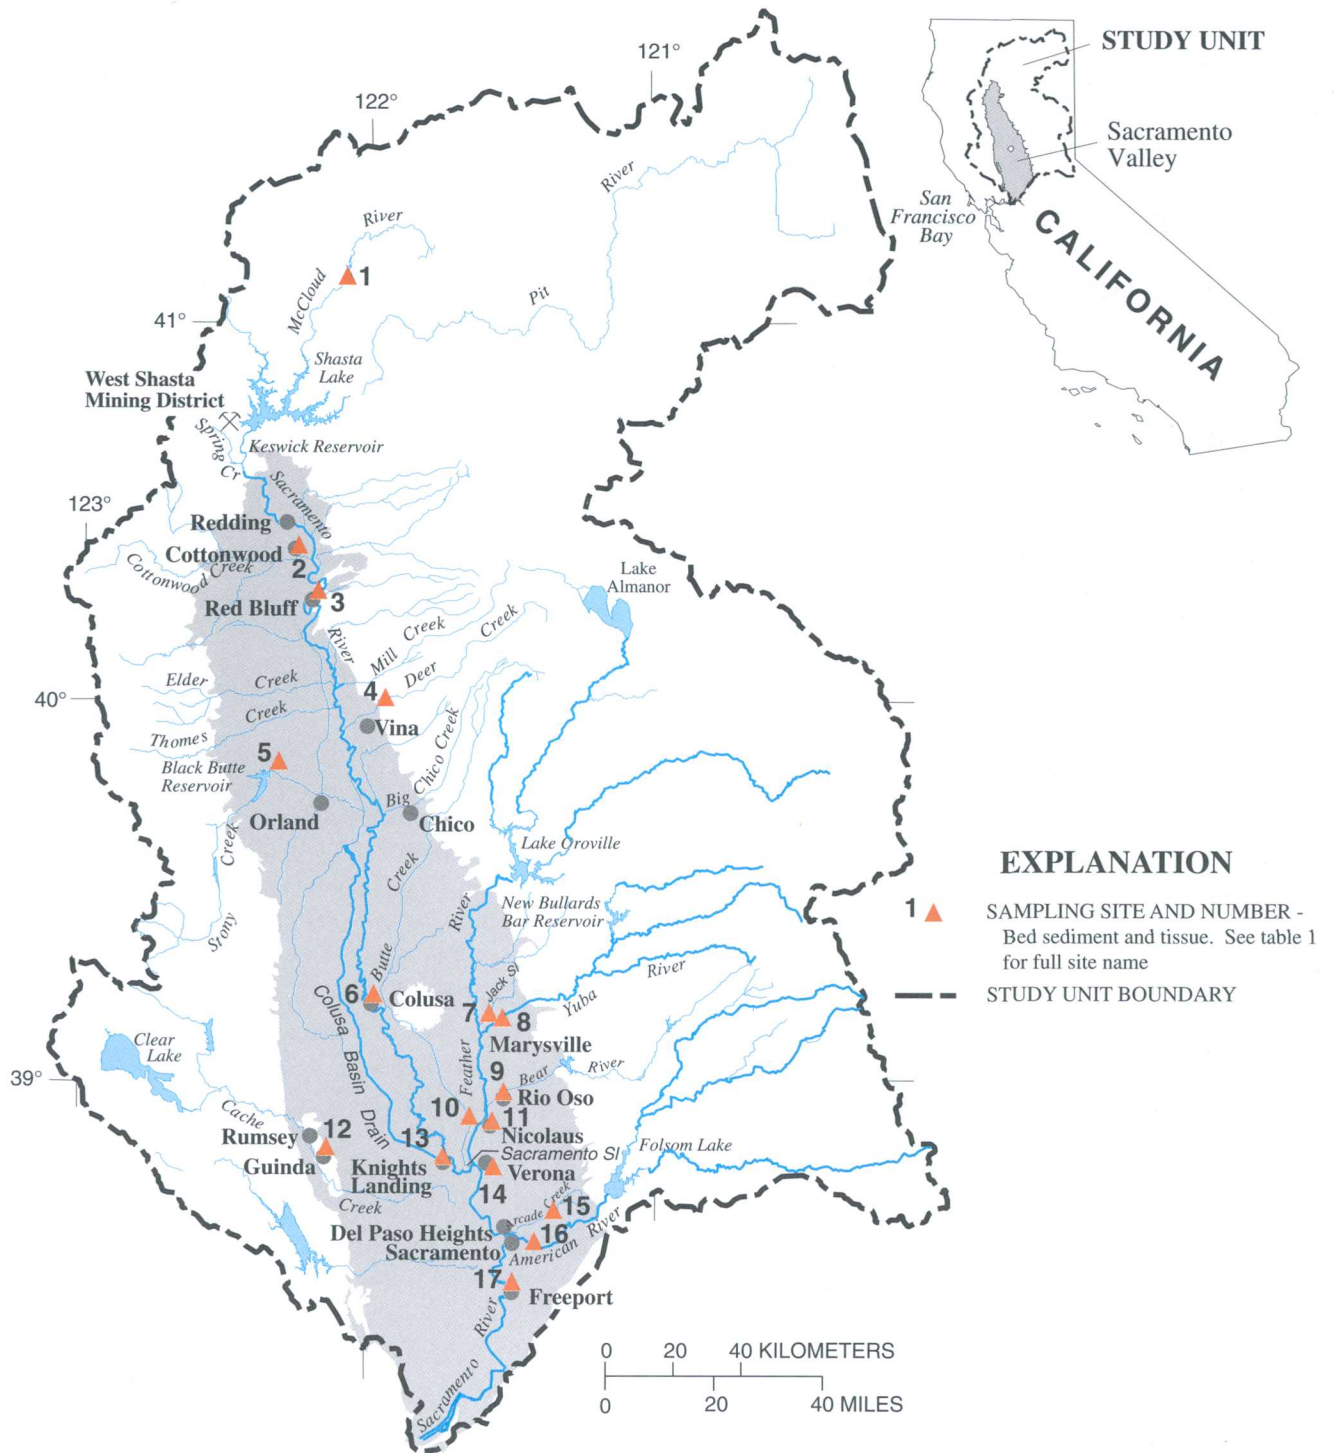 121°
122°
STUDY UNIT
Sacramento
Valley
San
Francisco
Bay
CALIFORNIA
River
River
1
McCloud
Pit
41°
Shasta
Lake
West Shasta
Mining District
Spring
Cr
Keswick Reservoir
Sacramento
123°
Redding
Cottonwood
Cottonwood Creek
2
Lake
Almanor
Red Bluff
3
River
Mill Creek
Deer Creek
Elder Creek
4
40°
Thomes Creek
Vina
5
Black Butte
Reservoir
Big Chico Creek
Orland
Chico
Stony Creek
Lake Oroville
EXPLANATION
1 SAMPLING SITE AND NUMBER -
Bed sediment and tissue. See table 1
for full site name
STUDY UNIT BOUNDARY
New Bullards
Bar Reservoir
Butte Creek
Feather River
Jack Sl
Yuba River
6
Colusa
7
8
Marysville
Colusa Basin Drain
Clear
Lake
39°
9
Bear River
Rio Oso
10
11
Nicolaus
Cache Creek
Rumsey
12
13
Guinda
Knights
Landing
Sacramento Sl
Folsom Lake
Verona
14
15
Arcade Creek
Del Paso Heights
Sacramento
16
American River
17
Freeport
Sacramento River
0 20 40 KILOMETERS
0 20 40 MILES